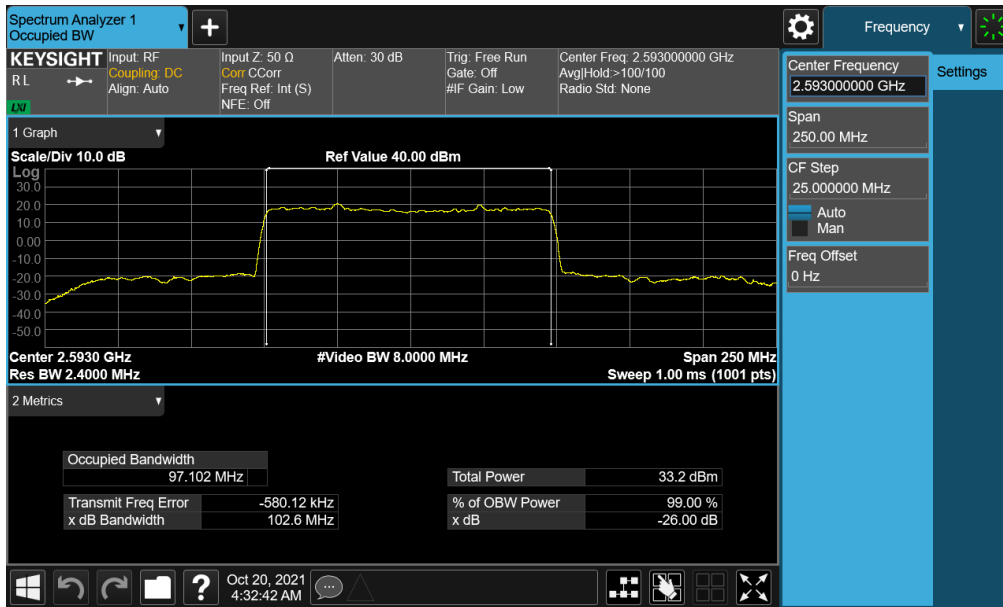 Spectrum Analyzer 1
Occupied BW
+
Frequency
KEYSIGHT
R L
LXI
Input: RF
Coupling: DC
Align: Auto
Input Z: 50 Ω
Corr CCorr
Freq Ref: Int (S)
NFE: Off
Atten: 30 dB
Trig: Free Run
Gate: Off
#IF Gain: Low
Center Freq: 2.593000000 GHz
Avg|Hold:>100/100
Radio Std: None
Center Frequency
2.593000000 GHz
Settings
Span
250.00 MHz
CF Step
25.000000 MHz
Auto
Man
Freq Offset
0 Hz
1 Graph
Scale/Div 10.0 dB
Ref Value 40.00 dBm
Log
30.0
20.0
10.0
0.00
-10.0
-20.0
-30.0
-40.0
-50.0
Center 2.5930 GHz
#Video BW 8.0000 MHz
Span 250 MHz
Res BW 2.4000 MHz
Sweep 1.00 ms (1001 pts)
2 Metrics
Occupied Bandwidth
97.102 MHz
Total Power 33.2 dBm
Transmit Freq Error -580.12 kHz
% of OBW Power 99.00 %
x dB Bandwidth 102.6 MHz
x dB -26.00 dB
?
Oct 20, 2021
4:32:42 AM